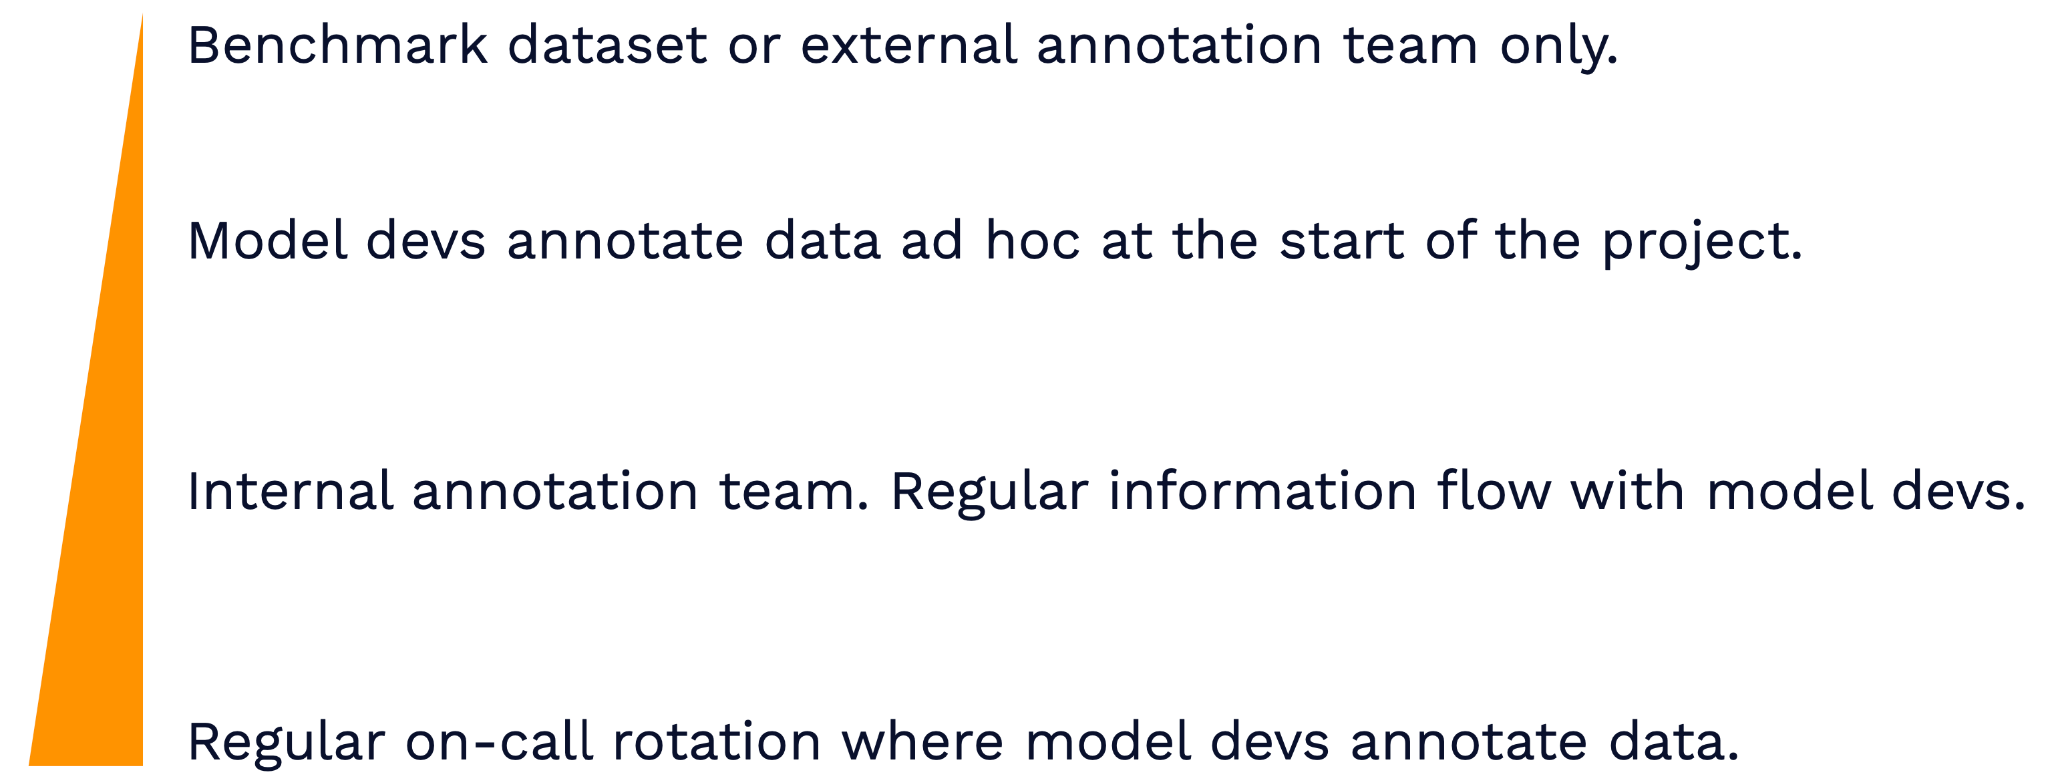 Benchmark dataset or external annotation team only.
Model devs annotate data ad hoc at the start of the project.
Internal annotation team. Regular information flow with model devs.
Regular on-call rotation where model devs annotate data.